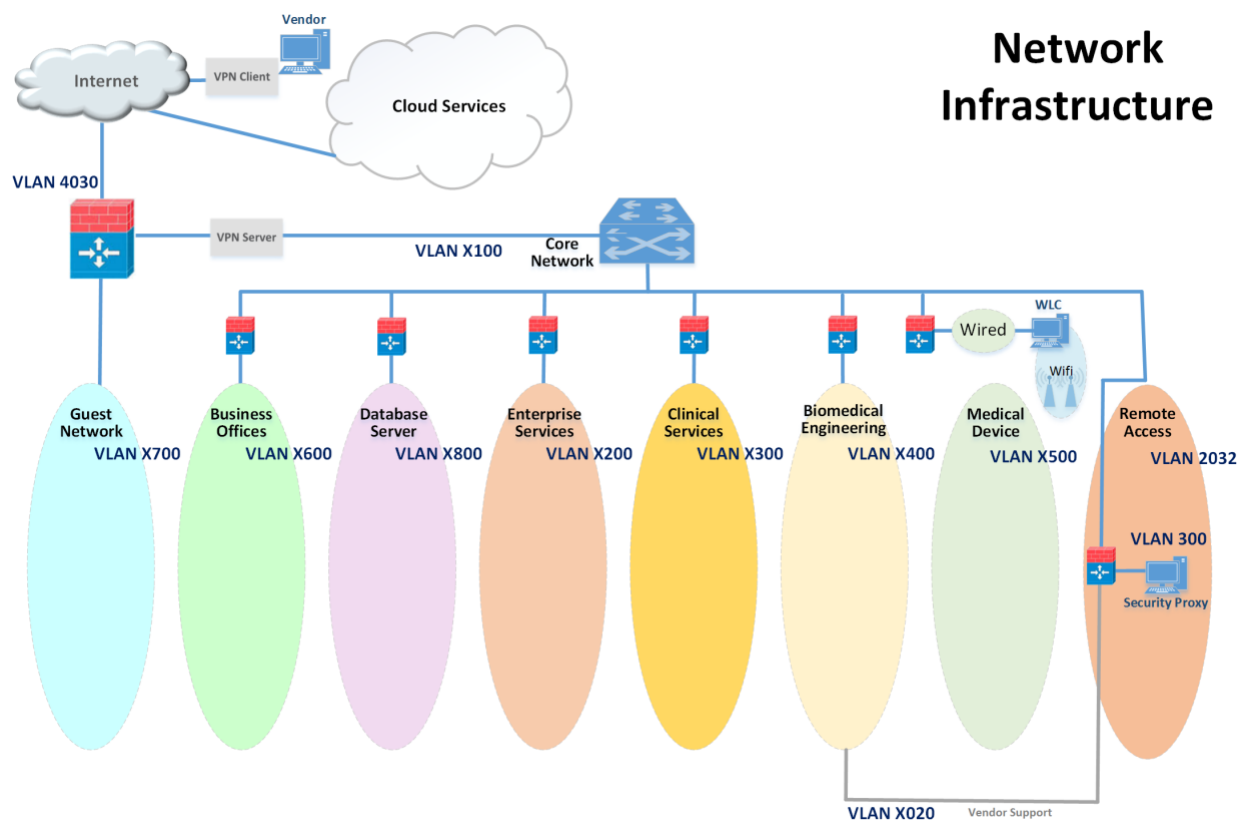 Network
Infrastructure
Vendor
Internet
VPN Client
Cloud Services
VLAN 4030
VPN Server
VLAN X100
Core
Network
WLC
Wired
Wifi
Guest
Network
VLAN X700
Business
Offices
VLAN X600
Database
Server
VLAN X800
Enterprise
Services
VLAN X200
Clinical
Services
VLAN X300
Biomedical
Engineering
VLAN X400
Medical
Device
VLAN X500
Remote
Access
VLAN 2032
VLAN 300
Security Proxy
VLAN X020
Vendor Support